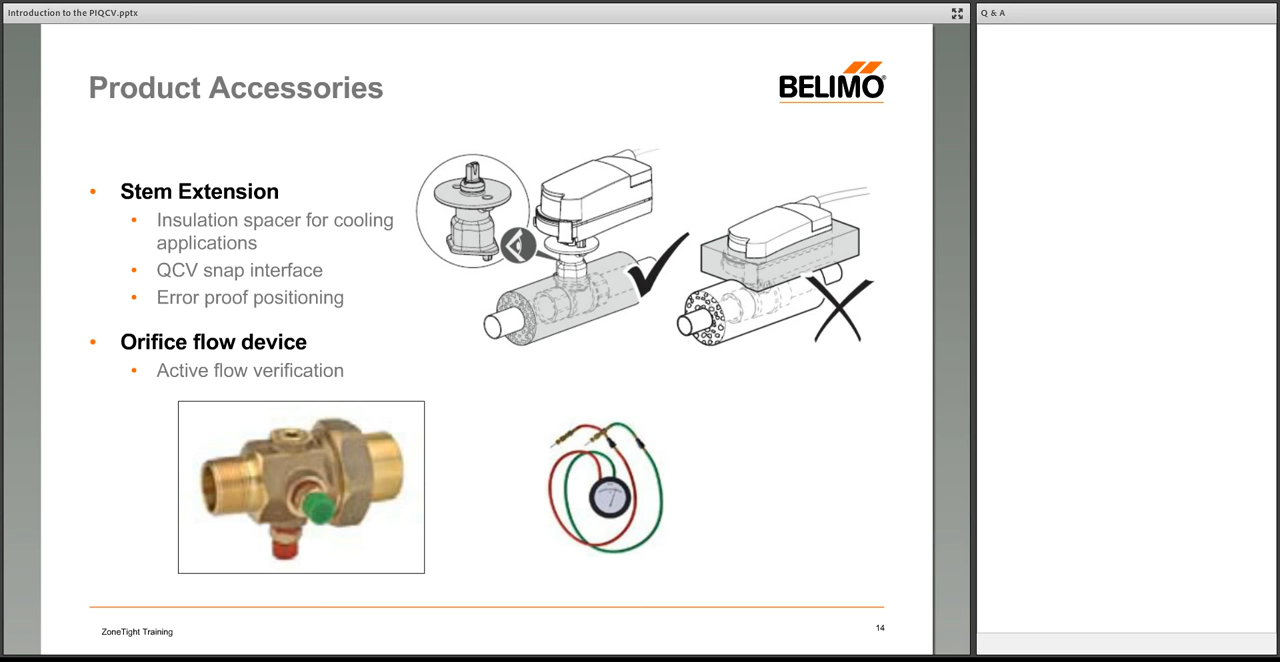 Introduction to the PIQCV.pptx
Q & A
Product Accessories
BELIMO®
• Stem Extension
• Insulation spacer for cooling
applications
• QCV snap interface
• Error proof positioning
• Orifice flow device
• Active flow verification
ZoneTight Training
14